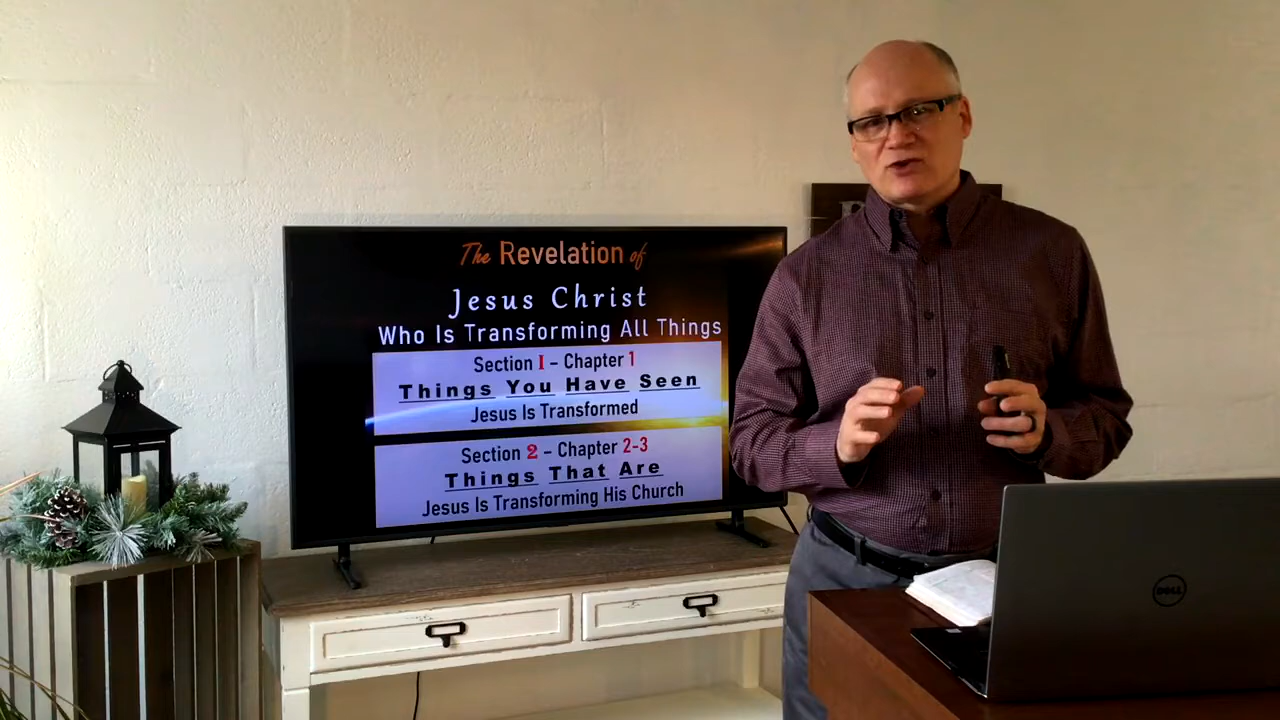 The Revelation of
Jesus Christ
Who Is Transforming All Things
Section I – Chapter 1
Things You Have Seen
Jesus Is Transformed
Section 2 – Chapter 2-3
Things That Are
Jesus Is Transforming His Church
DELL